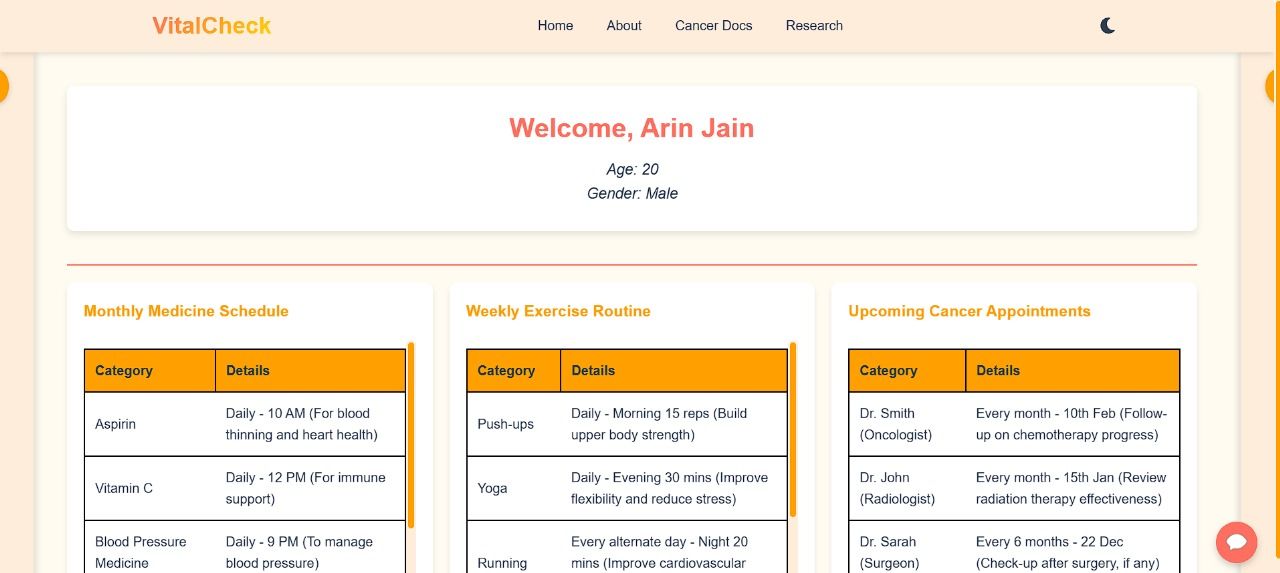 VitalCheck
Home About Cancer Docs Research
Welcome, Arin Jain
Age: 20
Gender: Male
Monthly Medicine Schedule
Category Details
Aspirin Daily - 10 AM (For blood
thinning and heart health)
Vitamin C Daily - 12 PM (For immune
support)
Blood Pressure Daily - 9 PM (To manage
Medicine blood pressure)
Weekly Exercise Routine
Category Details
Push-ups Daily - Morning 15 reps (Build
upper body strength)
Yoga Daily - Evening 30 mins (Improve
flexibility and reduce stress)
Running Every alternate day - Night 20
mins (Improve cardiovascular
Upcoming Cancer Appointments
Category Details
Dr. Smith Every month - 10th Feb (Follow-
(Oncologist) up on chemotherapy progress)
Dr. John Every month - 15th Jan (Review
(Radiologist) radiation therapy effectiveness)
Dr. Sarah Every 6 months - 22 Dec
(Surgeon) (Check-up after surgery, if any)